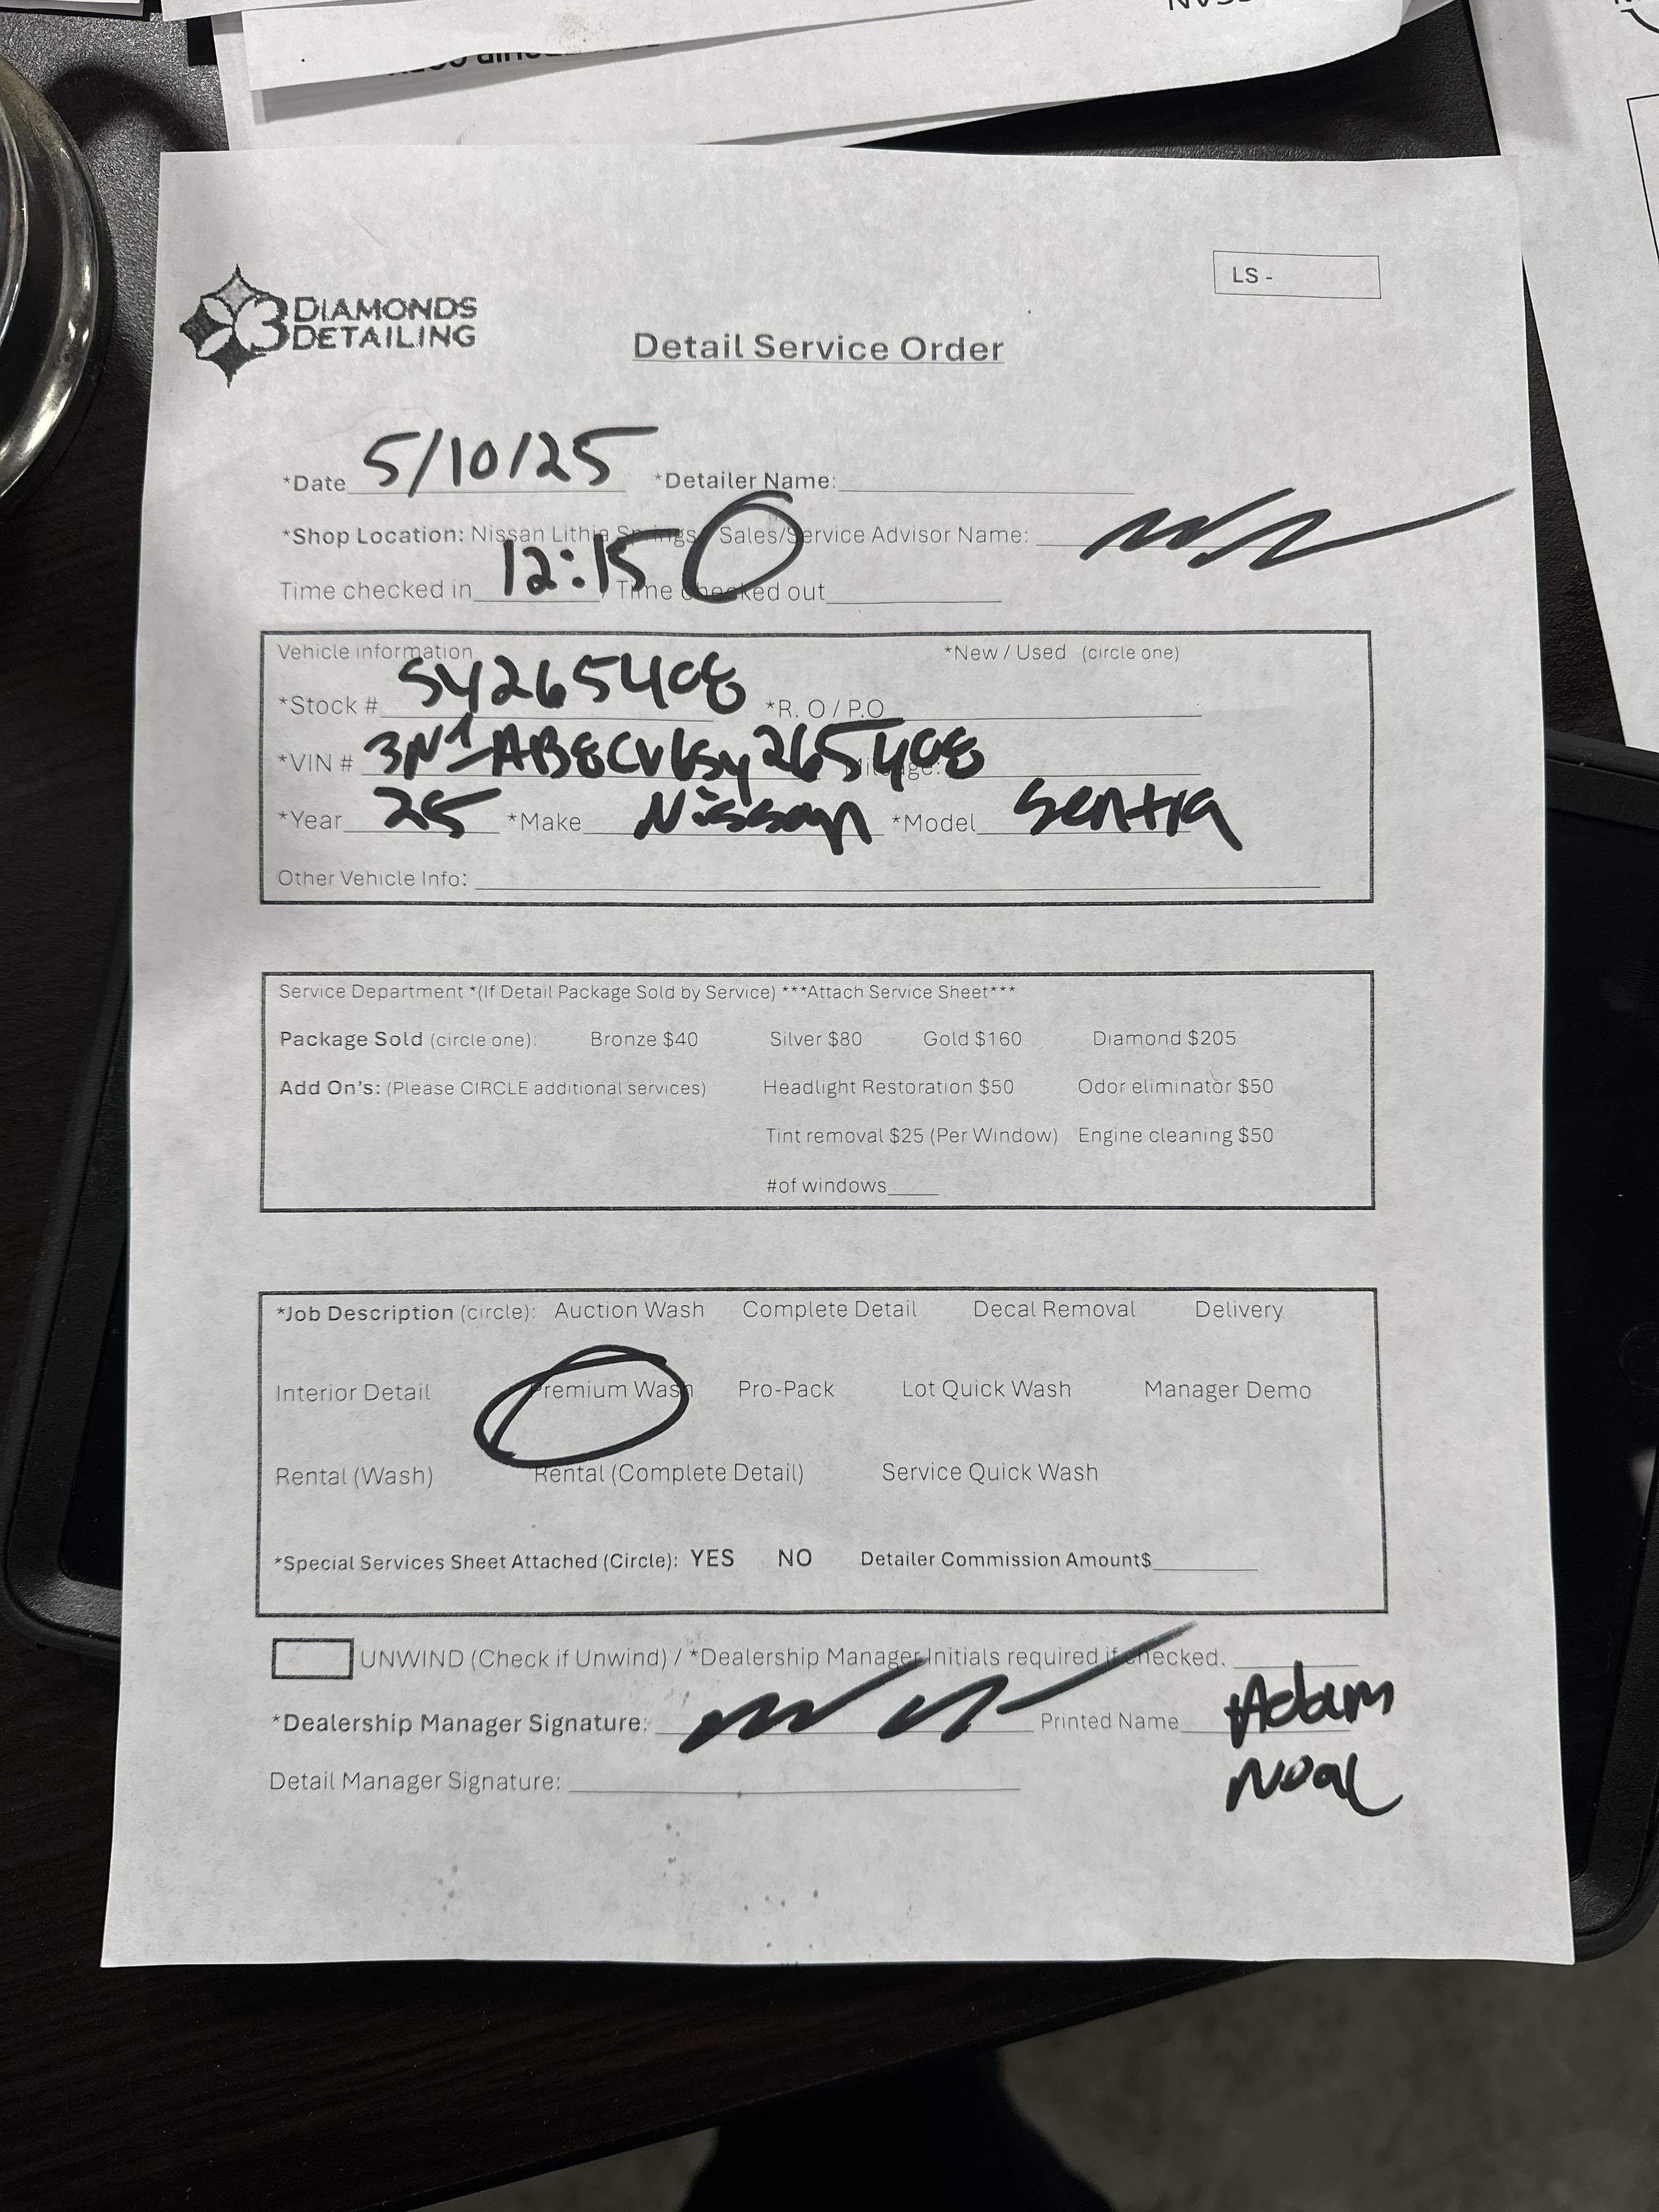 LS -
3 DIAMONDS
DETAILING
Detail Service Order
*Date 5/10/25 *Detailer Name:
*Shop Location: Nissan Lithia Springs / Sales/Service Advisor Name:
Time checked in 12:15 / Time checked out
Vehicle information *New / Used (circle one)
*Stock # SY265408 *R. O / P.O
*VIN # 3N1AB8CV6SY265408 Mileage:
*Year 25 *Make Nissan *Model Sentra
Other Vehicle Info:
Service Department *(If Detail Package Sold by Service) ***Attach Service Sheet***
Package Sold (circle one): Bronze $40 Silver $80 Gold $160 Diamond $205
Add On's: (Please CIRCLE additional services) Headlight Restoration $50 Odor eliminator $50
Tint removal $25 (Per Window) Engine cleaning $50
#of windows
*Job Description (circle): Auction Wash Complete Detail Decal Removal Delivery
Interior Detail Premium Wash Pro-Pack Lot Quick Wash Manager Demo
Rental (Wash) Rental (Complete Detail) Service Quick Wash
*Special Services Sheet Attached (Circle): YES NO Detailer Commission Amount$
UNWIND (Check if Unwind) / *Dealership Manager Initials required if checked.
*Dealership Manager Signature: Printed Name Adam
Noal
Detail Manager Signature: